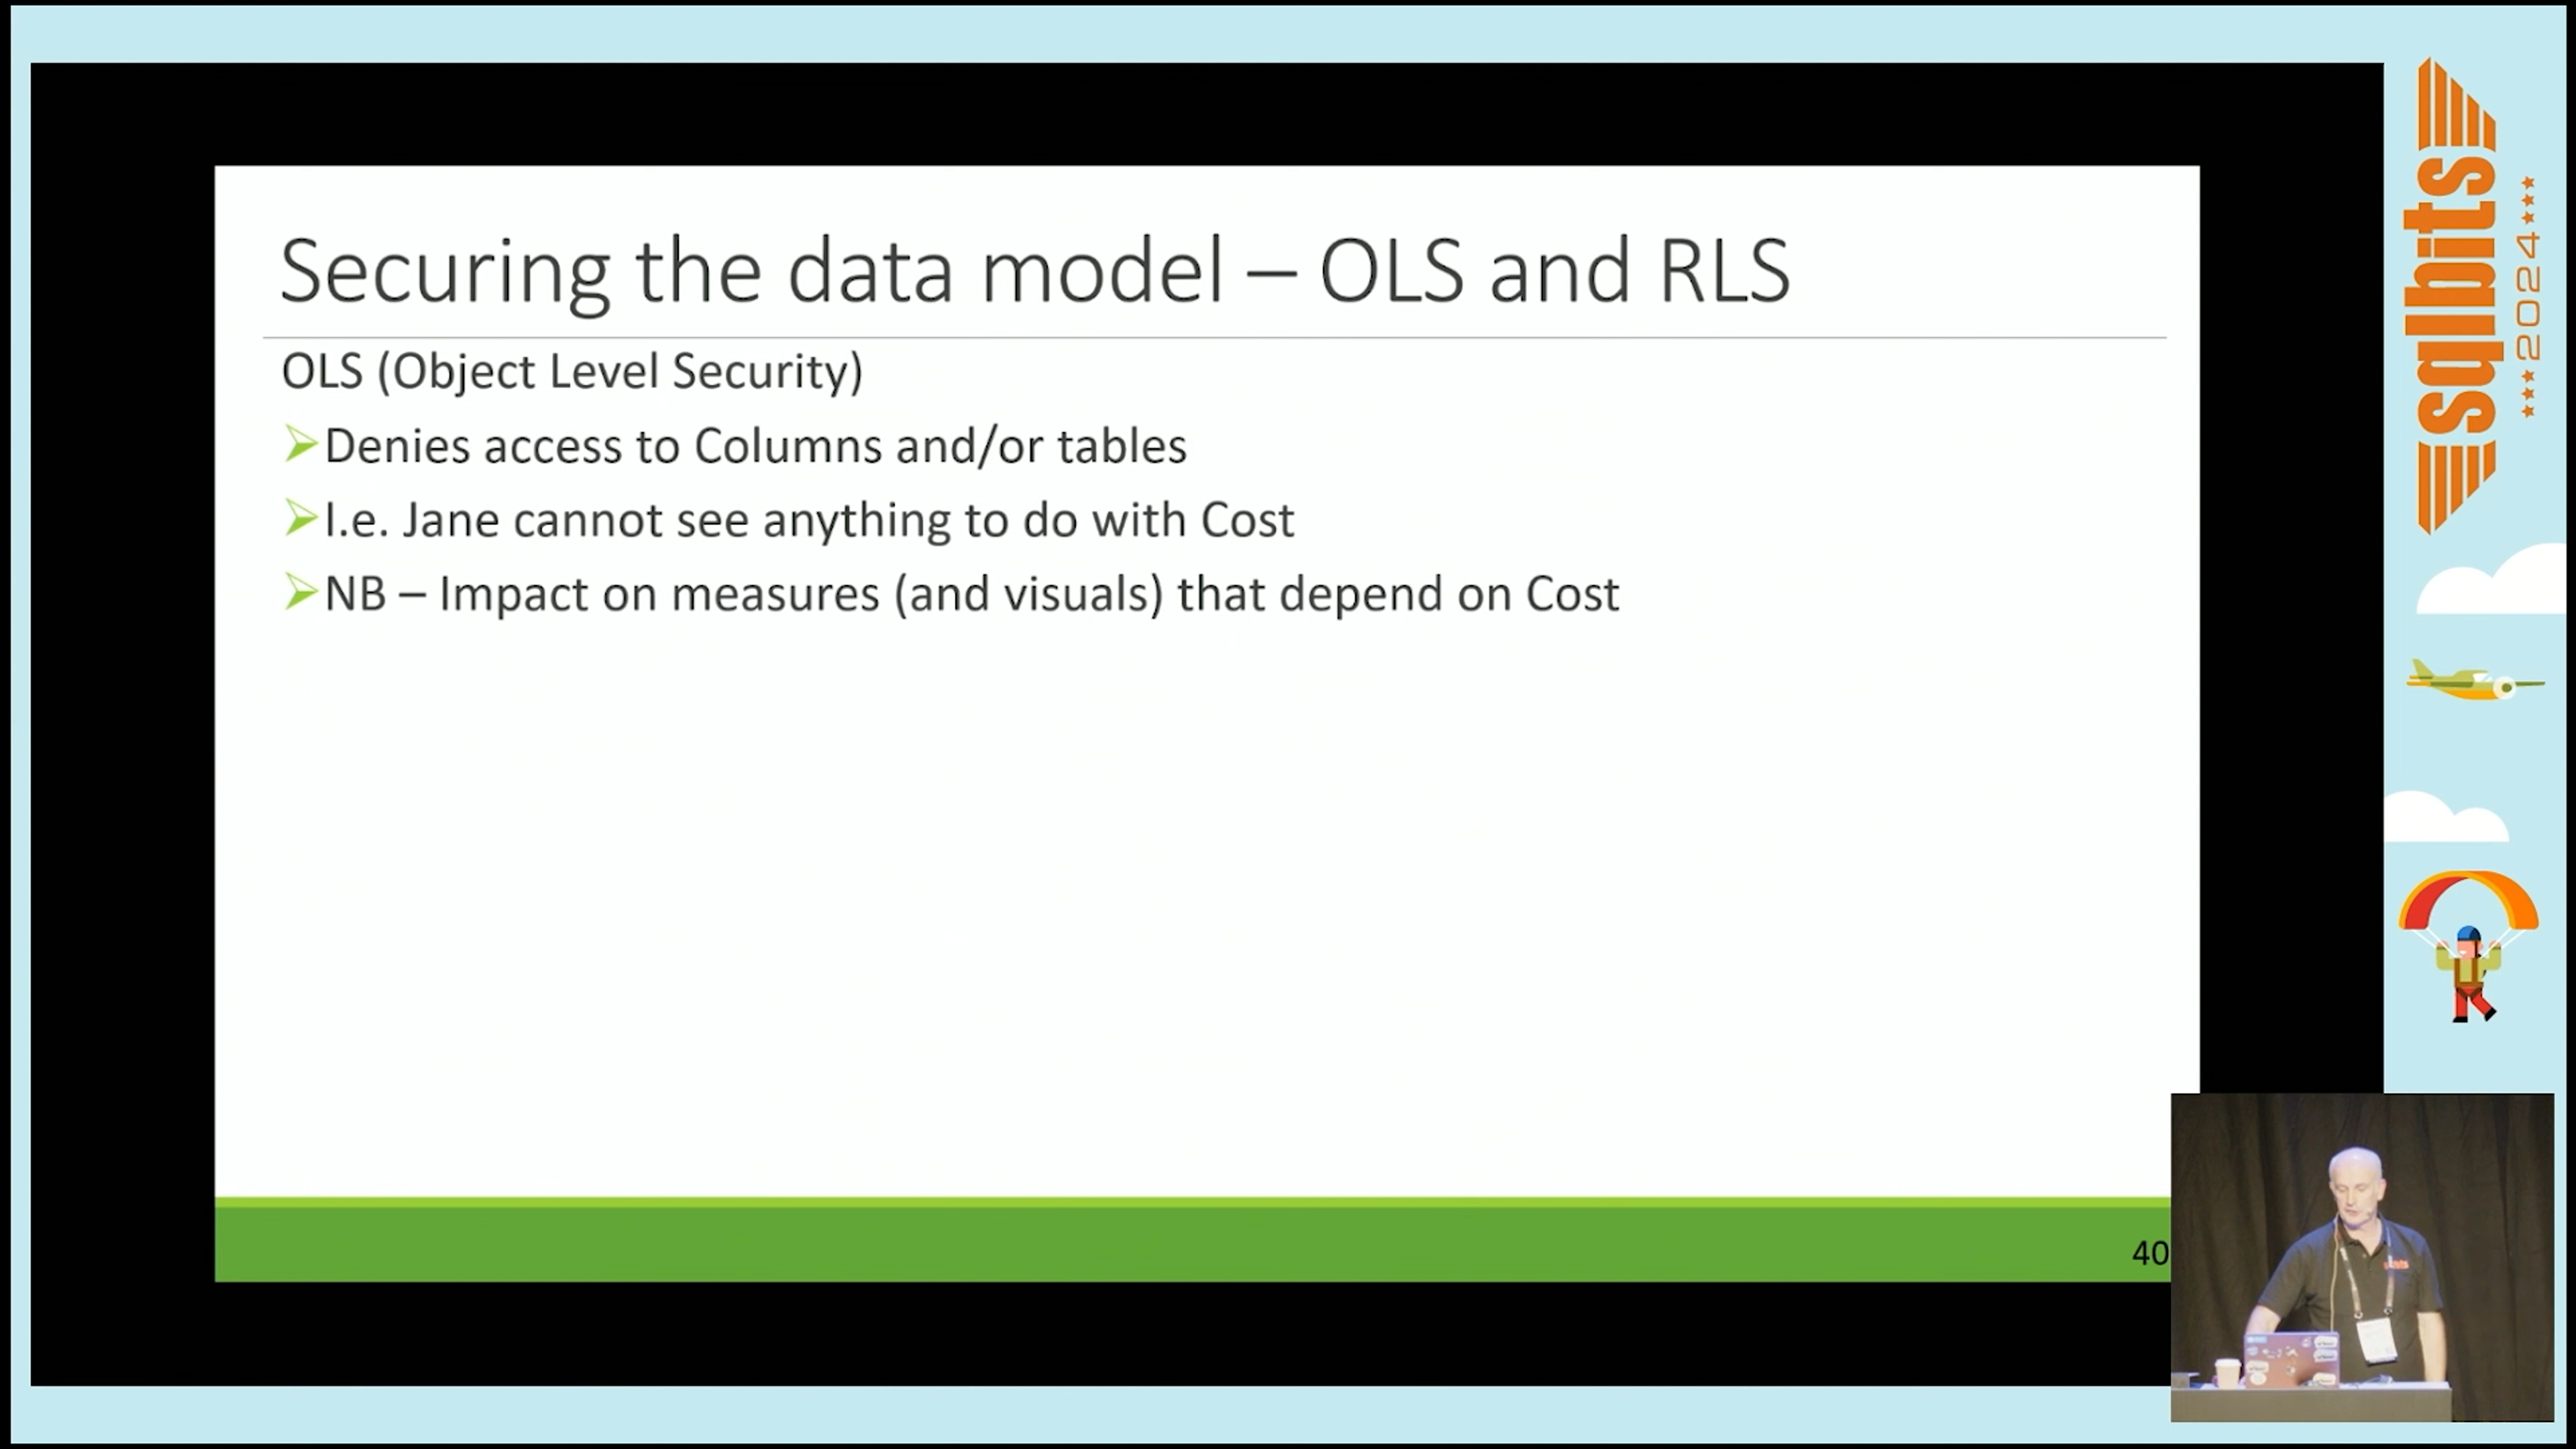 Securing the data model – OLS and RLS
OLS (Object Level Security)
Denies access to Columns and/or tables
I.e. Jane cannot see anything to do with Cost
NB – Impact on measures (and visuals) that depend on Cost
40
sqlbits
2024